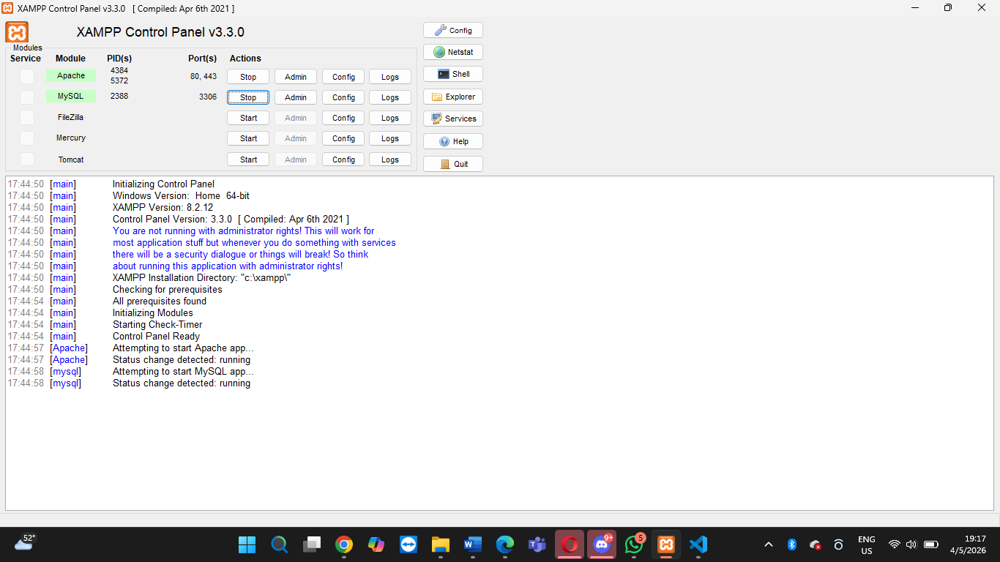 XAMPP Control Panel v3.3.0 [ Compiled: Apr 6th 2021 ]
XAMPP Control Panel v3.3.0
Config
Modules
Netstat
Service Module PID(s) Port(s) Actions
Apache 4384 5372 80, 443 Stop Admin Config Logs
Shell
MySQL 2388 3306 Stop Admin Config Logs
Explorer
FileZilla Start Admin Config Logs
Services
Mercury Start Admin Config Logs
Help
Tomcat Start Admin Config Logs
Quit
17:44:50 [main] Initializing Control Panel
17:44:50 [main] Windows Version: Home 64-bit
17:44:50 [main] XAMPP Version: 8.2.12
17:44:50 [main] Control Panel Version: 3.3.0 [ Compiled: Apr 6th 2021 ]
17:44:50 [main] You are not running with administrator rights! This will work for
17:44:50 [main] most application stuff but whenever you do something with services
17:44:50 [main] there will be a security dialogue or things will break! So think
17:44:50 [main] about running this application with administrator rights!
17:44:50 [main] XAMPP Installation Directory: "c:\xampp\"
17:44:50 [main] Checking for prerequisites
17:44:54 [main] All prerequisites found
17:44:54 [main] Initializing Modules
17:44:54 [main] Starting Check-Timer
17:44:54 [main] Control Panel Ready
17:44:57 [Apache] Attempting to start Apache app...
17:44:57 [Apache] Status change detected: running
17:44:58 [mysql] Attempting to start MySQL app...
17:44:58 [mysql] Status change detected: running
52°
9+
5
ENG
US
19:17
4/5/2026